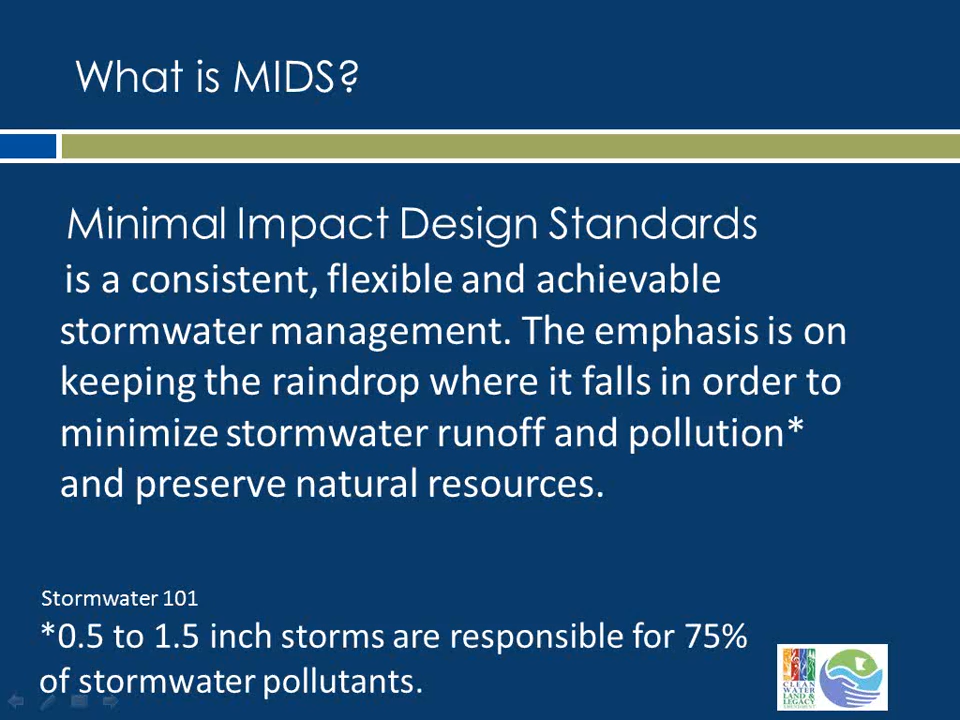 What is MIDS?
Minimal Impact Design Standards
is a consistent, flexible and achievable
stormwater management. The emphasis is on
keeping the raindrop where it falls in order to
minimize stormwater runoff and pollution*
and preserve natural resources.
Stormwater 101
*0.5 to 1.5 inch storms are responsible for 75%
of stormwater pollutants.
CLEAN
WATER
LAND &
LEGACY